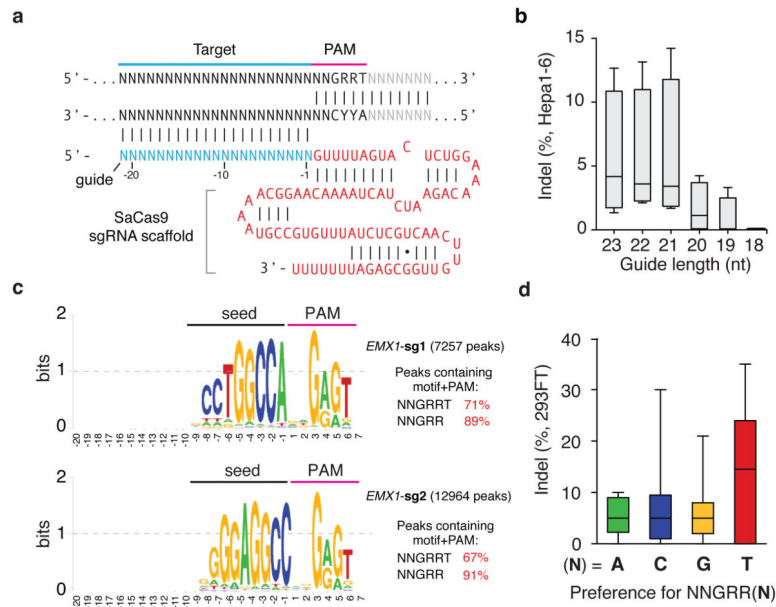 a
Target PAM
5'-...NNNNNNNNNNNNNNNNNNNNNNNGRRTNNNNNNN...3'
3'-...NNNNNNNNNNNNNNNNNNNNNNNCYYANNNNNNN...5'
5'- NNNNNNNNNNNNNNNNNNNNNGUUUUAGUA C UCUGG A
guide -20 -10 -1
A ACGGAACAAAAUCAU AUC AGACA A
SaCas9
sgRNA scaffold
A
A UGCCGUGUUUAUCUCGUCAA C U
3'- UUUUUUUAGAGCGGUUG U
b
Indel (%, Hepa1-6)
15
10
5
0
23 22 21 20 19 18
Guide length (nt)
c
bits
2
1
0
seed PAM
CCTGGCCA GAGT
GA
EMX1-sg1 (7257 peaks)
Peaks containing
motif+PAM:
NNGRRT 71%
NNGRR 89%
-20 -19 -18 -17 -16 -15 -14 -13 -12 -11 -10 -9 -8 -7 -6 -5 -4 -3 -2 -1 1 2 3 4 5 6 7
bits
2
1
0
seed PAM
GGGAGGCC GAGT
GA
EMX1-sg2 (12964 peaks)
Peaks containing
motif+PAM:
NNGRRT 67%
NNGRR 91%
-20 -19 -18 -17 -16 -15 -14 -13 -12 -11 -10 -9 -8 -7 -6 -5 -4 -3 -2 -1 1 2 3 4 5 6 7
d
Indel (%, 293FT)
40
30
20
10
0
(N) = A C G T
Preference for NNGRR(N)